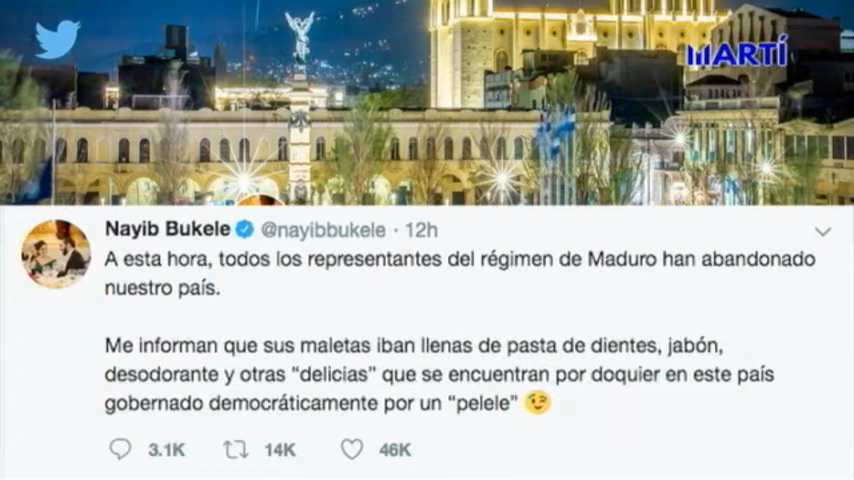 MARTÍ
Nayib Bukele @nayibbukele · 12h
A esta hora, todos los representantes del régimen de Maduro han abandonado
nuestro país.
Me informan que sus maletas iban llenas de pasta de dientes, jabón,
desodorante y otras “delicias” que se encuentran por doquier en este país
gobernado democráticamente por un “pelele” 😉
3.1K 14K 46K